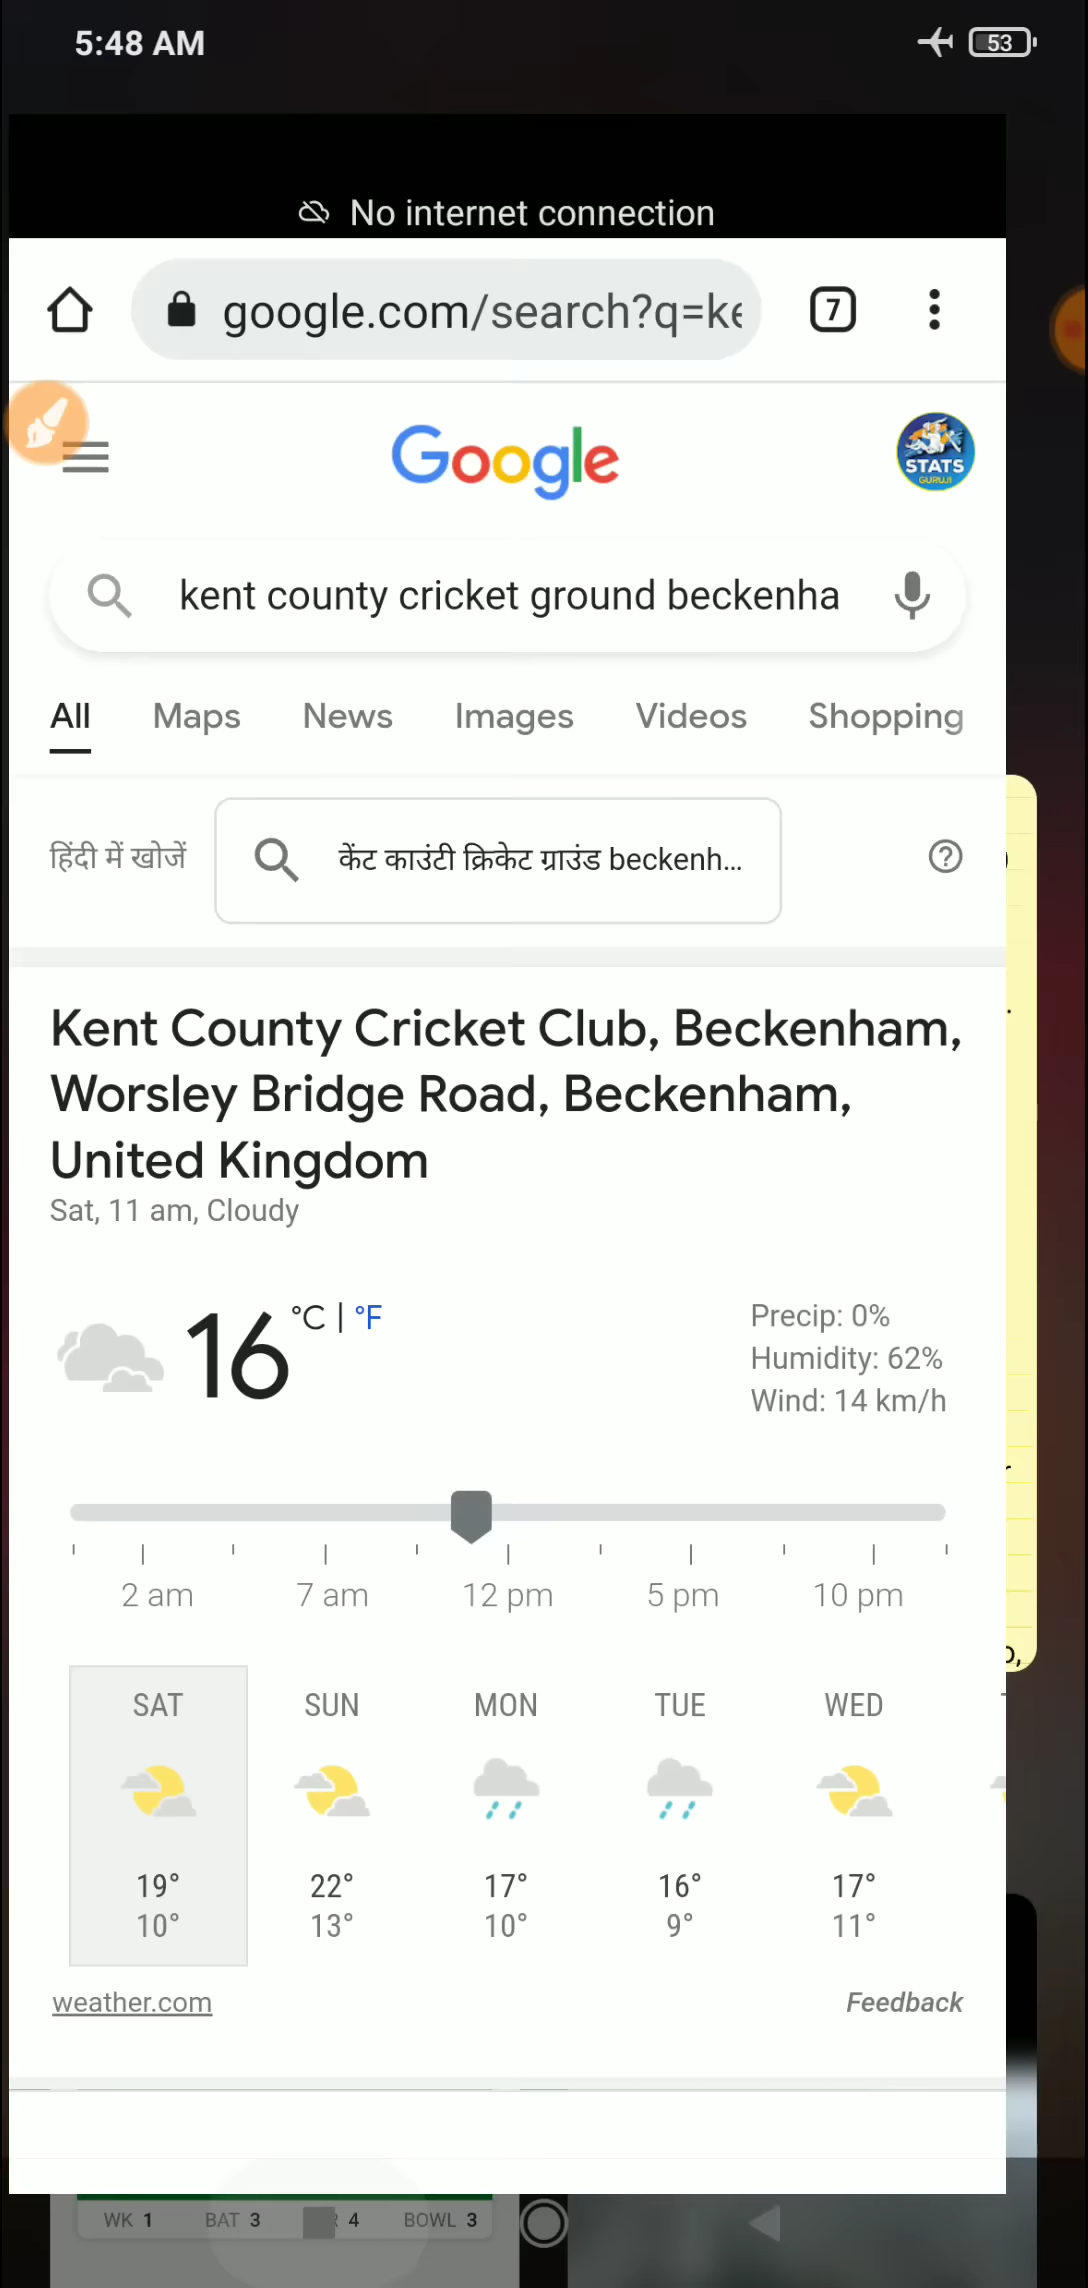 5:48 AM
53
No internet connection
google.com/search?q=ke
7
Google
STATS
GURUJI
kent county cricket ground beckenha
All Maps News Images Videos Shopping
हिंदी में खोजें
केंट काउंटी क्रिकेट ग्राउंड beckenh...
Kent County Cricket Club, Beckenham,
Worsley Bridge Road, Beckenham,
United Kingdom
Sat, 11 am, Cloudy
16 °C | °F
Precip: 0%
Humidity: 62%
Wind: 14 km/h
2 am 7 am 12 pm 5 pm 10 pm
SAT SUN MON TUE WED
19° 22° 17° 16° 17°
10° 13° 10° 9° 11°
weather.com Feedback
WK 1 BAT 3 4 BOWL 3